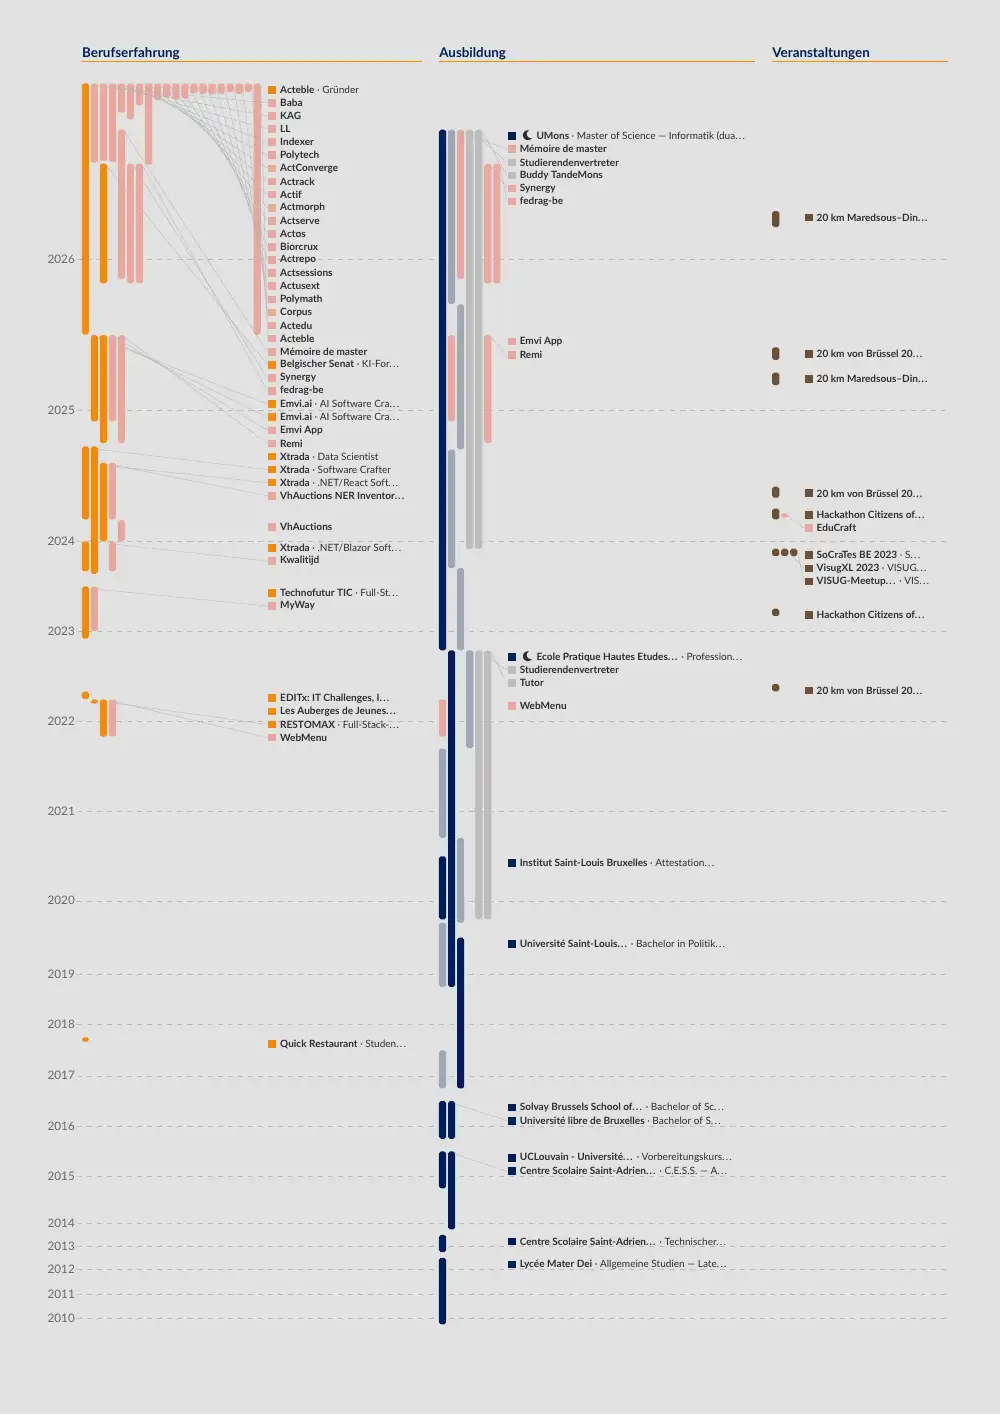 Berufserfahrung
Acteble · Gründer
Baba
KAG
LL
Indexer
Polytech
ActConverge
Actrack
Actif
Actmorph
Actserve
Actos
Biorcrux
2026
Actrepo
Actsessions
Actusext
Polymath
Corpus
Actedu
Acteble
Mémoire de master
Belgischer Senat · KI-For...
Synergy
fedrag-be
Emvi.ai · AI Software Cra...
2025
Emvi.ai · AI Software Cra...
Emvi App
Remi
Xtrada · Data Scientist
Xtrada · Software Crafter
Xtrada · .NET/React Soft...
VhAuctions NER Inventor...
VhAuctions
2024
Xtrada · .NET/Blazor Soft...
Kwalitijd
Technofutur TIC · Full-St...
MyWay
2023
EDITx: IT Challenges, I...
Les Auberges de Jeunes...
2022
RESTOMAX · Full-Stack-...
WebMenu
2021
2020
2019
2018
Quick Restaurant · Studen...
2017
2016
2015
2014
2013
2012
2011
2010
Ausbildung
UMons · Master of Science — Informatik (dua...
Mémoire de master
Studierendenvertreter
Buddy TandeMons
Synergy
fedrag-be
Emvi App
Remi
Ecole Pratique Hautes Etudes... · Profession...
Studierendenvertreter
Tutor
WebMenu
Institut Saint-Louis Bruxelles · Attestation...
Université Saint-Louis... · Bachelor in Politik...
Solvay Brussels School of... · Bachelor of Sc...
Université libre de Bruxelles · Bachelor of S...
UCLouvain - Université... · Vorbereitungskurs...
Centre Scolaire Saint-Adrien... · C.E.S.S. — A...
Centre Scolaire Saint-Adrien... · Technischer...
Lycée Mater Dei · Allgemeine Studien — Late...
Veranstaltungen
20 km Maredsous–Din...
20 km von Brüssel 20...
20 km Maredsous–Din...
20 km von Brüssel 20...
Hackathon Citizens of...
EduCraft
SoCraTes BE 2023 · S...
VisugXL 2023 · VISUG...
VISUG-Meetup... · VIS...
Hackathon Citizens of...
20 km von Brüssel 20...